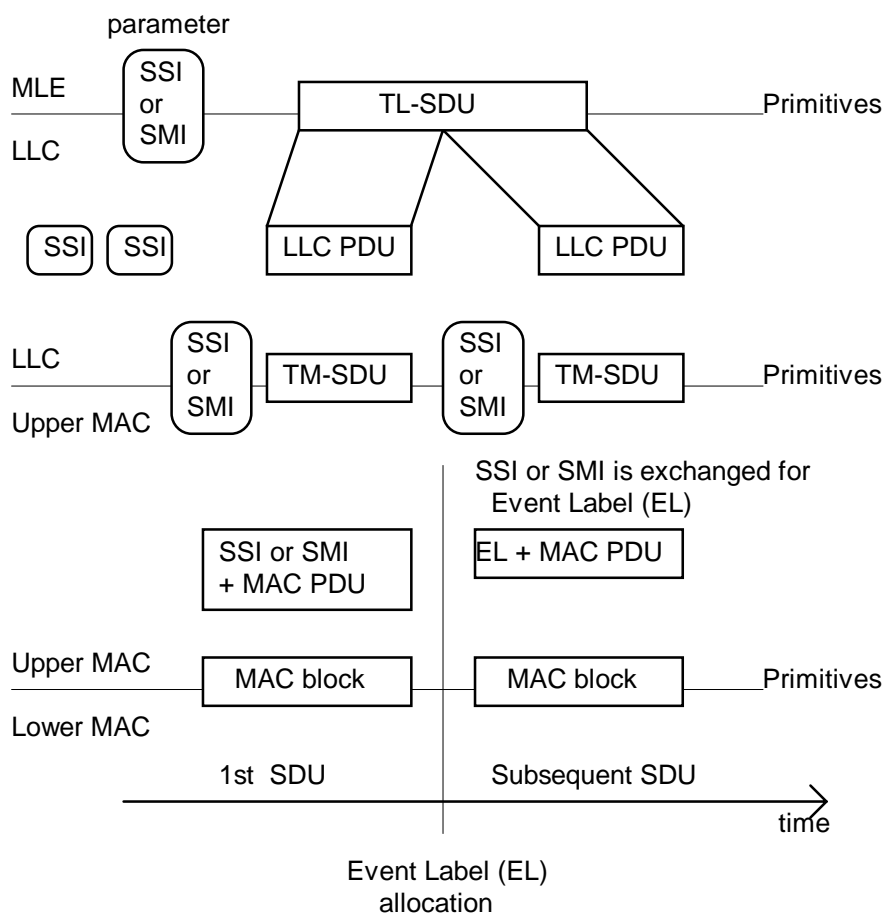 parameter
SSI
or
SMI
MLE
TL-SDU
Primitives
LLC
SSI
SSI
LLC PDU
LLC PDU
LLC
SSI
or
SMI
TM-SDU
SSI
or
SMI
TM-SDU
Primitives
Upper MAC
SSI or SMI is exchanged for
Event Label (EL)
SSI or SMI
+ MAC PDU
EL + MAC PDU
Upper MAC
MAC block
MAC block
Primitives
Lower MAC
1st SDU
Subsequent SDU
time
Event Label (EL)
allocation